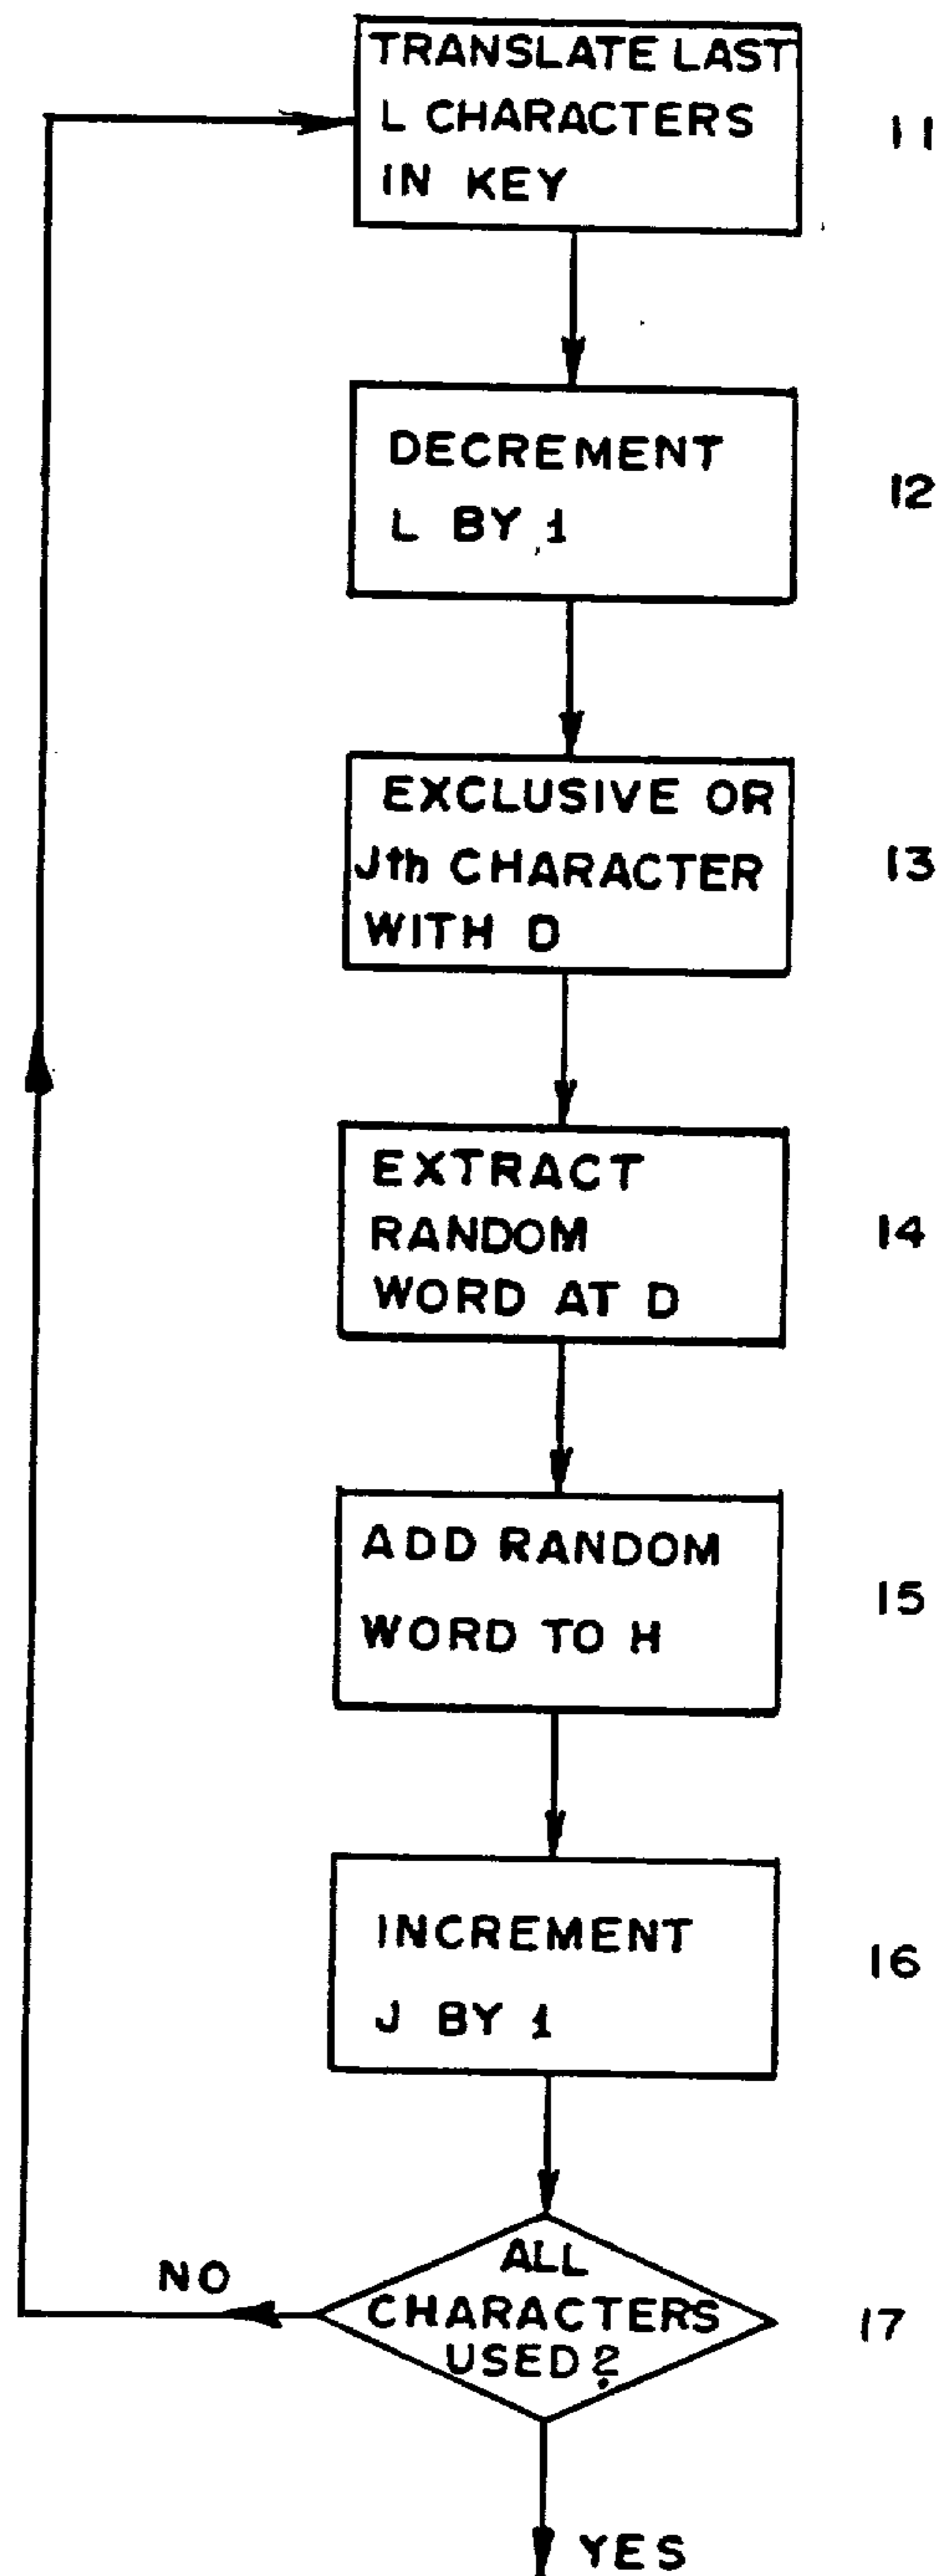 TRANSLATE LAST
L CHARACTERS
IN KEY
11
DECREMENT
L BY 1
12
EXCLUSIVE OR
Jth CHARACTER
WITH D
13
EXTRACT
RANDOM
WORD AT D
14
ADD RANDOM
WORD TO H
15
INCREMENT
J BY 1
16
ALL
CHARACTERS
USED?
17
NO
YES